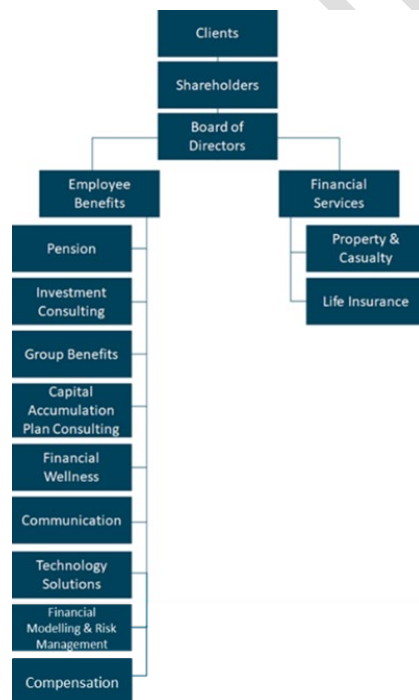 Clients
Shareholders
Board of
Directors
Employee
Benefits
Financial
Services
Pension
Investment
Consulting
Group Benefits
Capital
Accumulation
Plan Consulting
Financial
Wellness
Communication
Technology
Solutions
Financial
Modelling & Risk
Management
Compensation
Property &
Casualty
Life Insurance